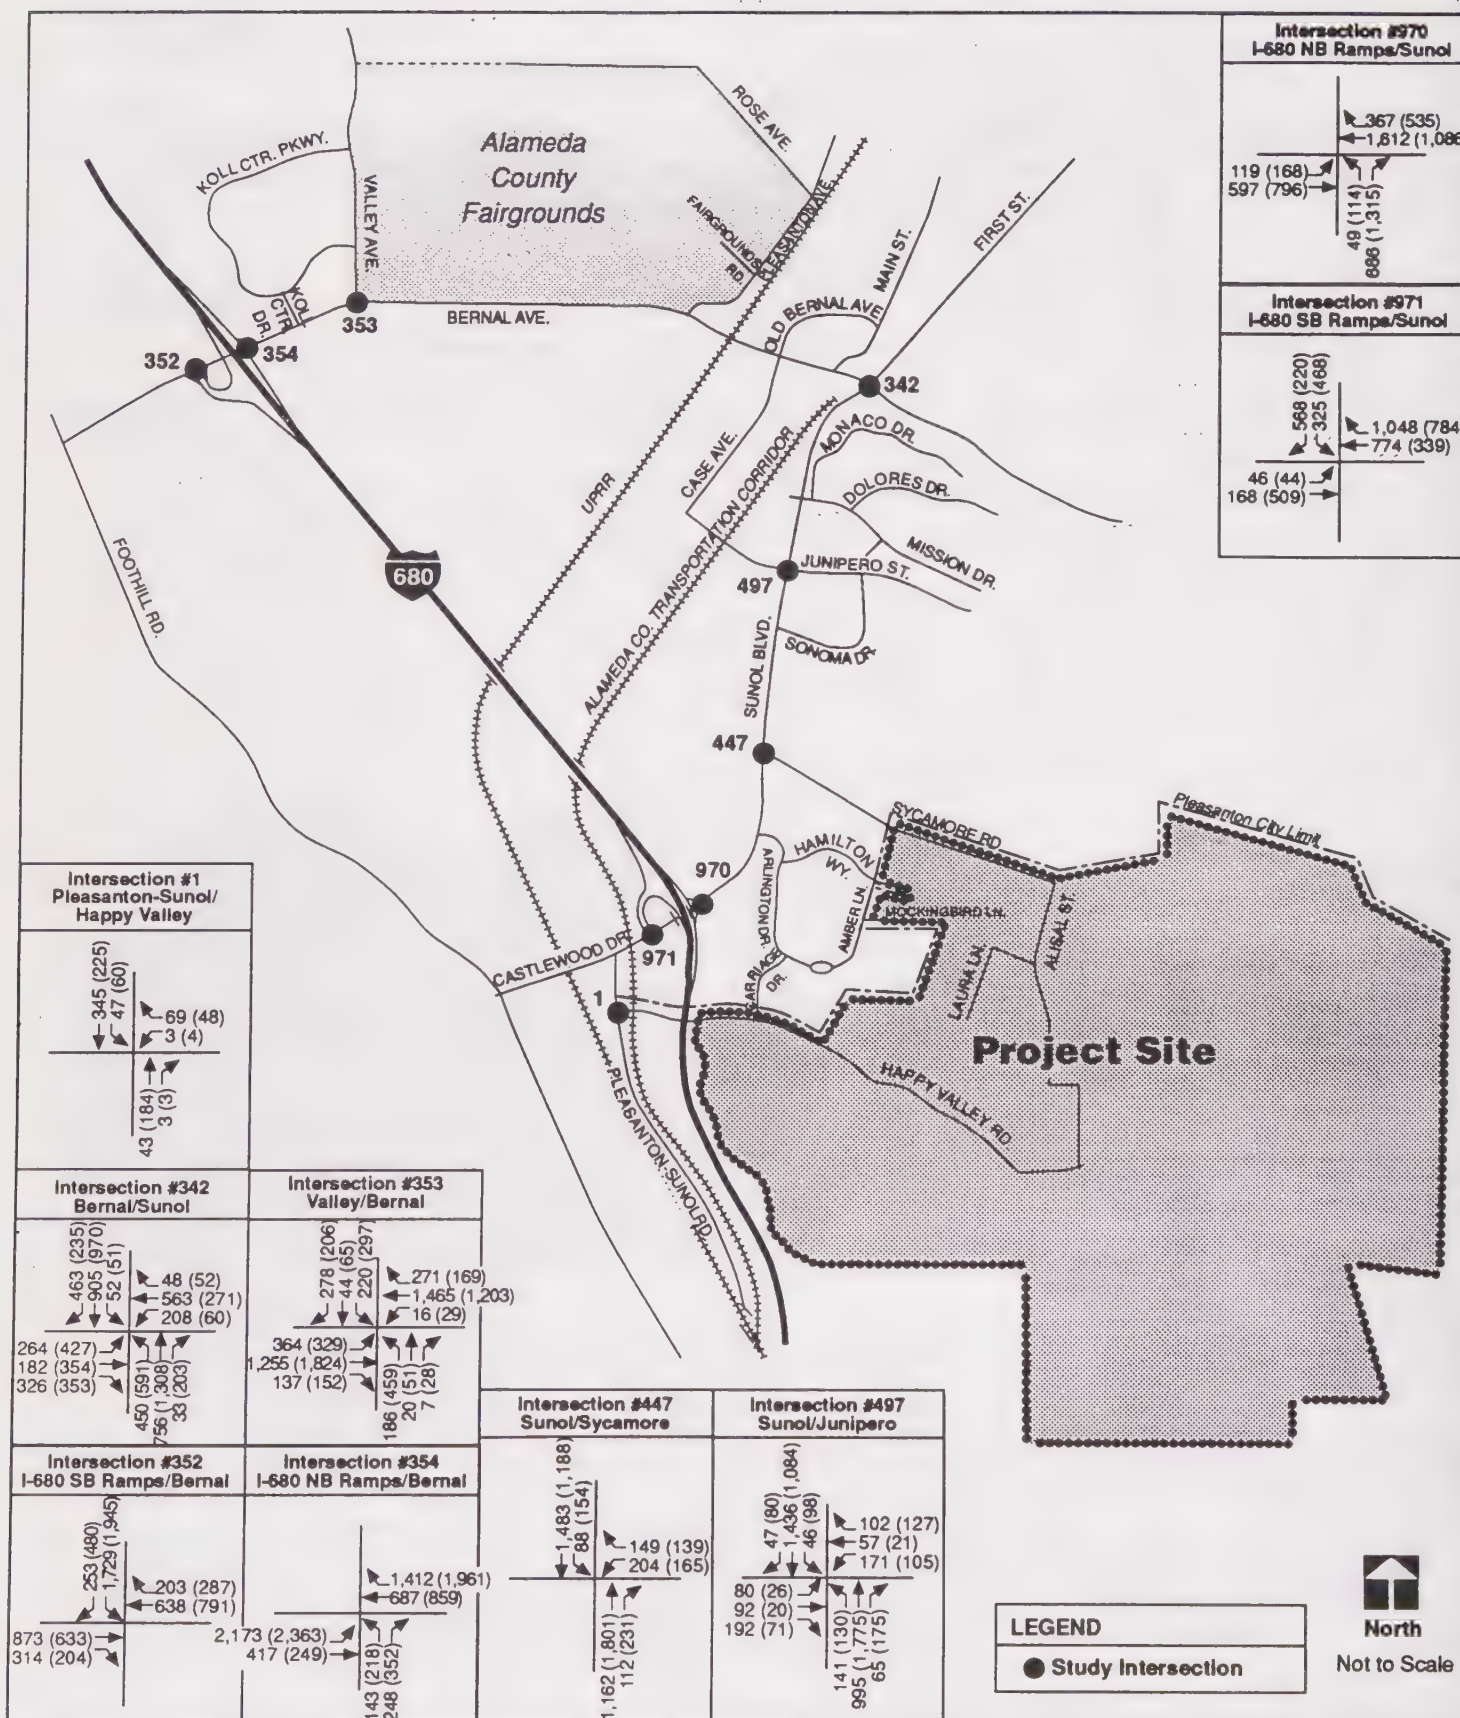 Intersection #970
I-680 NB Ramps/Sunol
367 (535)
1,612 (1,086
119 (168)
597 (796)
49 (114)
686 (1,315)
Intersection #971
I-680 SB Ramps/Sunol
568 (220)
325 (468)
1,048 (784
774 (339)
46 (44)
168 (509)
Alameda
County
Fairgrounds
ROSE AVE.
KOLL CTR. PKWY.
VALLEY AVE.
FAIRGROUNDS
RD.
PLEASANTON AVE.
MAIN ST.
FIRST ST.
KOLL
CTR.
DR.
353
BERNAL AVE.
OLD BERNAL AVE.
352
354
342
MONACO DR.
CASE AVE.
DOLORES DR.
UPRR
ALAMEDA CO. TRANSPORTATION CORRIDOR
MISSION DR.
JUNIPERO ST.
497
FOOTHILL RD.
680
SONOMA DR.
SUNOL BLVD.
447
SYCAMORE RD.
Pleasanton City Limit
HAMILTON
WY.
ARLINGTON DR.
970
AMBER LN.
MOCKINGBIRD LN.
ALISAL ST.
LAURA LN.
CASTLEWOOD DR.
971
CARRIAGE
DR.
1
Project Site
HAPPY VALLEY RD.
PLEASANTON-SUNOL RD.
Intersection #1
Pleasanton-Sunol/
Happy Valley
345 (225)
47 (60)
69 (48)
3 (4)
43 (184)
3 (3)
Intersection #342
Bernal/Sunol
463 (235)
905 (970)
52 (51)
48 (52)
563 (271)
208 (60)
264 (427)
182 (354)
326 (353)
450 (591)
756 (1,308)
33 (203)
Intersection #353
Valley/Bernal
278 (206)
44 (65)
220 (297)
271 (169)
1,465 (1,203)
16 (29)
364 (329)
1,255 (1,824)
137 (152)
186 (459)
20 (51)
7 (28)
Intersection #352
I-680 SB Ramps/Bernal
253 (480)
1,729 (1,945)
203 (287)
638 (791)
873 (633)
314 (204)
Intersection #354
I-680 NB Ramps/Bernal
1,412 (1,961)
687 (859)
2,173 (2,363)
417 (249)
143 (218)
248 (352)
Intersection #447
Sunol/Sycamore
1,483 (1,188)
88 (154)
149 (139)
204 (165)
1,162 (1,801)
112 (231)
Intersection #497
Sunol/Junipero
47 (80)
1,436 (1,084)
46 (98)
102 (127)
57 (21)
171 (105)
80 (26)
92 (20)
192 (71)
141 (130)
995 (1,775)
65 (175)
LEGEND
Study Intersection
North
Not to Scale